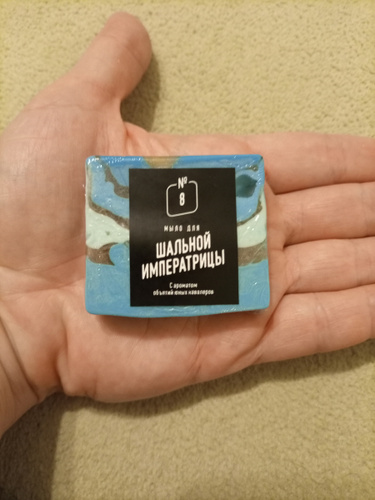 №
8
МЫЛО ДЛЯ
ШАЛЬНОЙ
ИМПЕРАТРИЦЫ
С ароматом
объятий юных кавалеров